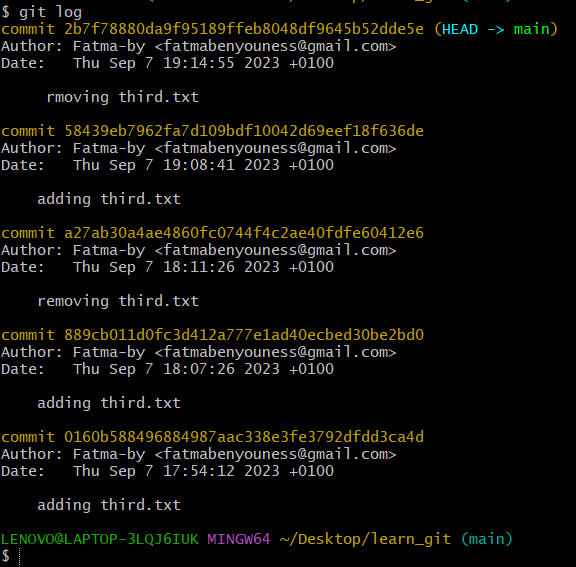 $ git log
commit 2b7f78880da9f95189ffeb8048df9645b52dde5e (HEAD -> main)
Author: Fatma-by <fatmabenyouness@gmail.com>
Date:   Thu Sep 7 19:14:55 2023 +0100
     rmoving third.txt
commit 58439eb7962fa7d109bdf10042d69eef18f636de
Author: Fatma-by <fatmabenyouness@gmail.com>
Date:   Thu Sep 7 19:08:41 2023 +0100
    adding third.txt
commit a27ab30a4ae4860fc0744f4c2ae40fdfe60412e6
Author: Fatma-by <fatmabenyouness@gmail.com>
Date:   Thu Sep 7 18:11:26 2023 +0100
    removing third.txt
commit 889cb011d0fc3d412a777e1ad40ecbed30be2bd0
Author: Fatma-by <fatmabenyouness@gmail.com>
Date:   Thu Sep 7 18:07:26 2023 +0100
    adding third.txt
commit 0160b588496884987aac338e3fe3792dfdd3ca4d
Author: Fatma-by <fatmabenyouness@gmail.com>
Date:   Thu Sep 7 17:54:12 2023 +0100
    adding third.txt
LENOVO@LAPTOP-3LQJ6IUK MINGW64 ~/Desktop/learn_git (main)
$